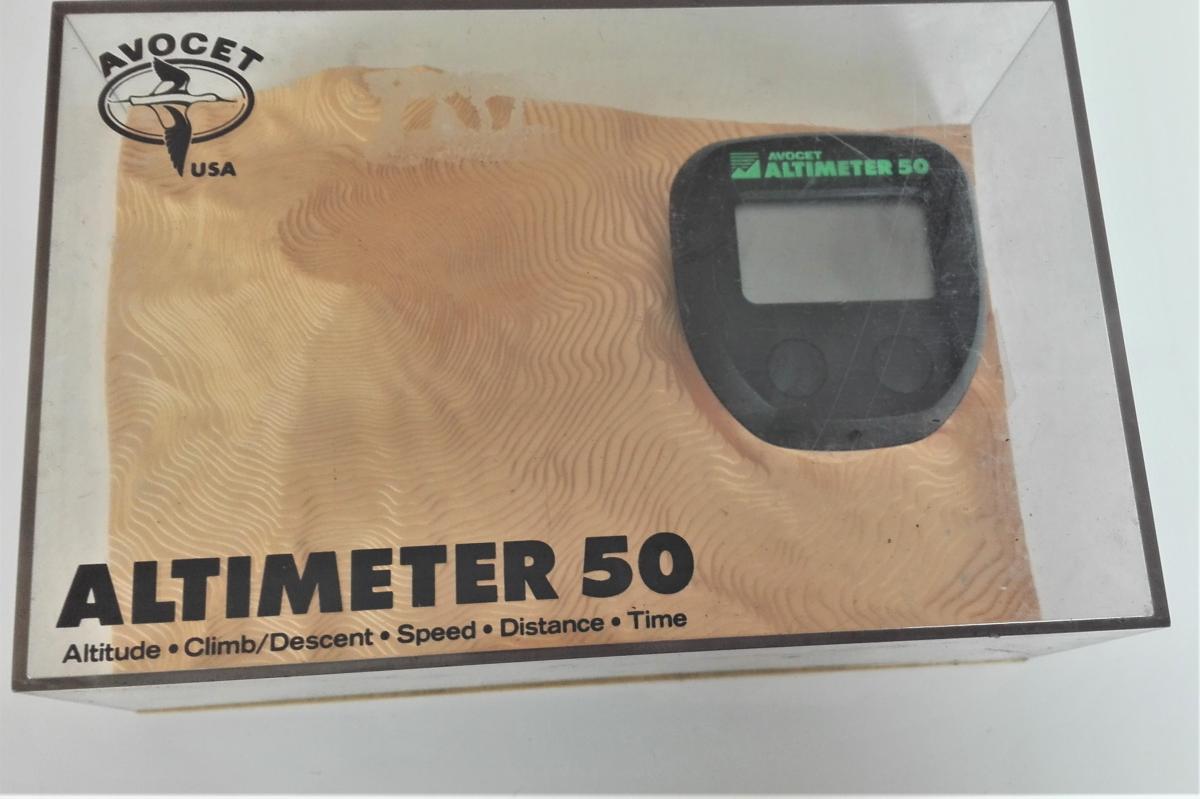 AVOCET
USA
AVOCET
ALTIMETER 50
ALTIMETER 50
Altitude • Climb/Descent • Speed • Distance • Time